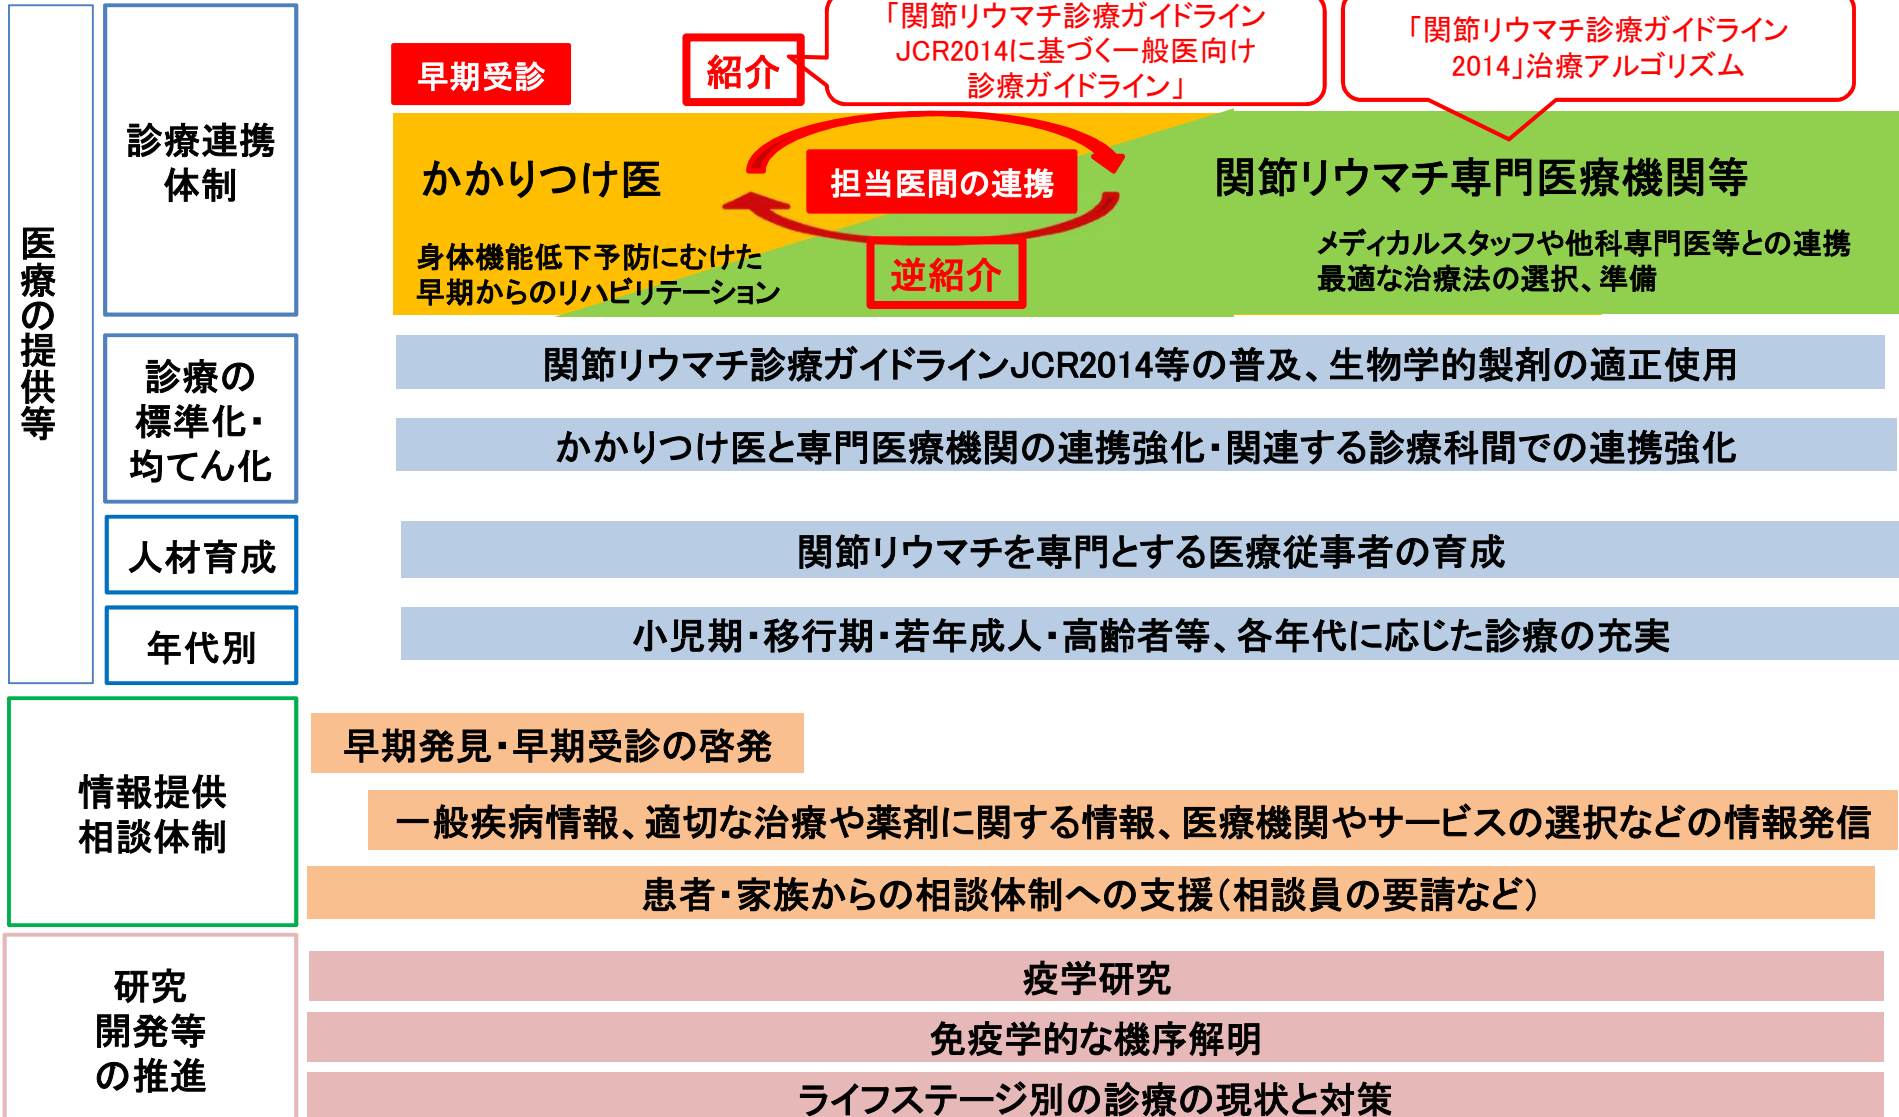 医療の提供等
診療連携
体制
早期受診
紹介
「関節リウマチ診療ガイドライン
JCR2014に基づく一般医向け
診療ガイドライン」
「関節リウマチ診療ガイドライン
2014」治療アルゴリズム
かかりつけ医
担当医間の連携
関節リウマチ専門医療機関等
身体機能低下予防にむけた
早期からのリハビリテーション
逆紹介
メディカルスタッフや他科専門医等との連携
最適な治療法の選択、準備
診療の
標準化・
均てん化
関節リウマチ診療ガイドラインJCR2014等の普及、生物学的製剤の適正使用
かかりつけ医と専門医療機関の連携強化・関連する診療科間での連携強化
人材育成
関節リウマチを専門とする医療従事者の育成
年代別
小児期・移行期・若年成人・高齢者等、各年代に応じた診療の充実
情報提供
相談体制
早期発見・早期受診の啓発
一般疾病情報、適切な治療や薬剤に関する情報、医療機関やサービスの選択などの情報発信
患者・家族からの相談体制への支援（相談員の要請など）
研究
開発等
の推進
疫学研究
免疫学的な機序解明
ライフステージ別の診療の現状と対策